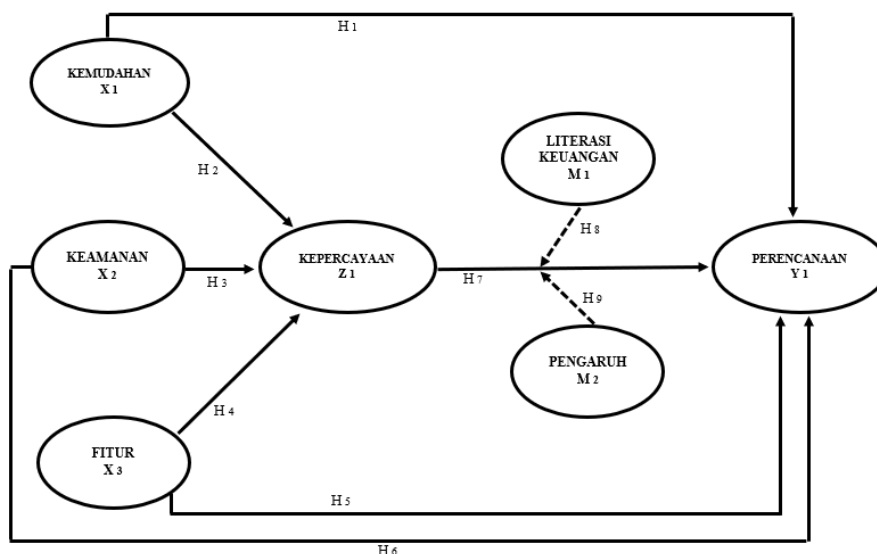 H 1
KEMUDAHAN
X 1
H 2
LITERASI
KEUANGAN
M 1
H 8
KEAMANAN
X 2
H 3
KEPERCAYAAN
Z 1
H 7
PERENCANAAN
Y 1
H 9
PENGARUH
M 2
H 4
FITUR
X 3
H 5
H 6